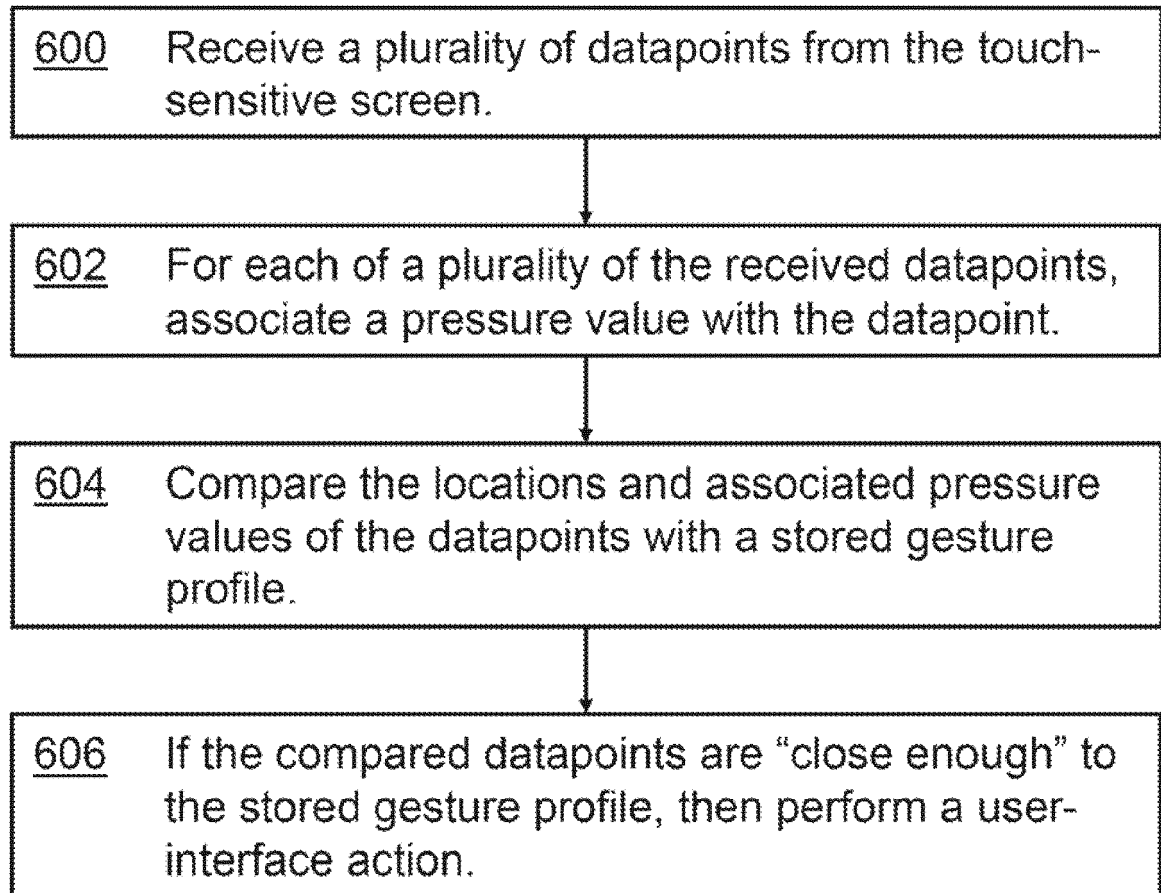 600 Receive a plurality of datapoints from the touch-
sensitive screen.
602 For each of a plurality of the received datapoints,
associate a pressure value with the datapoint.
604 Compare the locations and associated pressure
values of the datapoints with a stored gesture
profile.
606 If the compared datapoints are “close enough” to
the stored gesture profile, then perform a user-
interface action.